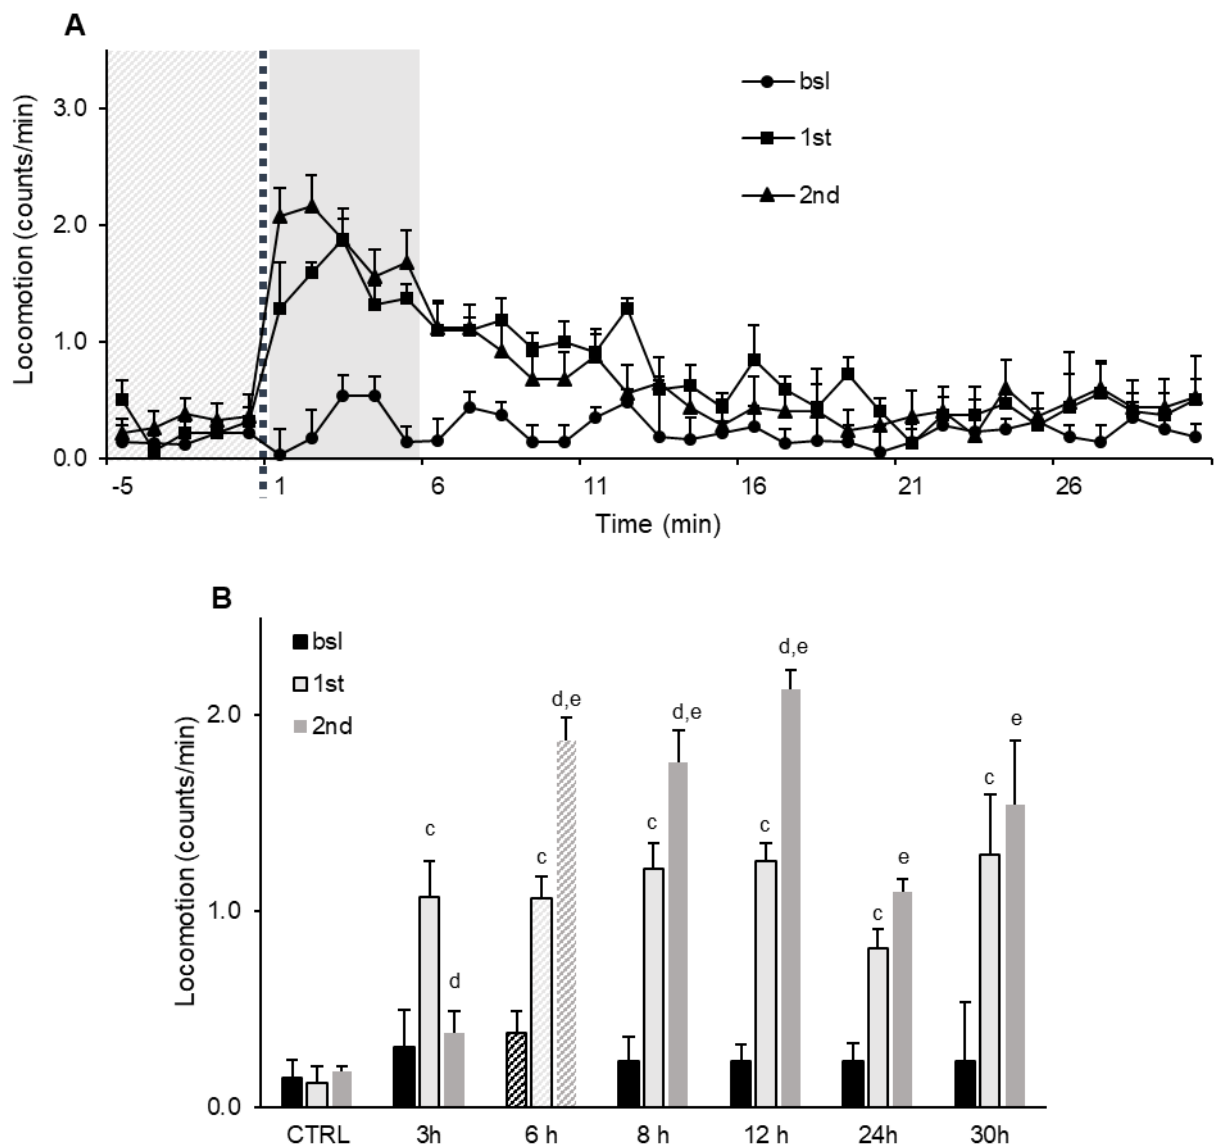 A
Locomotion (counts/min)
3.0
2.0
1.0
0.0
bsl
1st
2nd
-5 1 6 11 16 21 26
Time (min)
B
Locomotion (counts/min)
bsl
1st
2nd
2.0
1.0
0.0
c
d
c
d,e
c
d,e
c
d,e
c
e
c
e
CTRL 3h 6 h 8 h 12 h 24h 30h